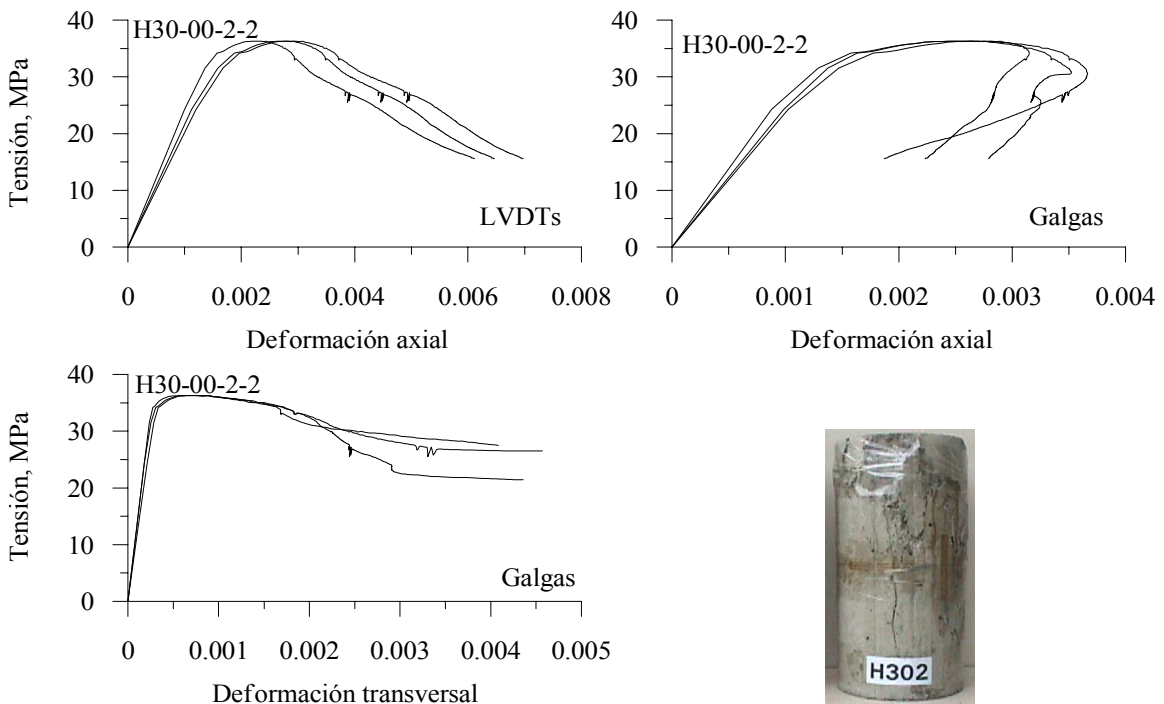 H30-00-2-2
Tensión, MPa
40
30
20
10
0
LVDTs
0 0.002 0.004 0.006 0.008
Deformación axial
H30-00-2-2
40
30
20
10
0
Galgas
0 0.001 0.002 0.003 0.004
Deformación axial
H30-00-2-2
Tensión, MPa
40
30
20
10
0
Galgas
0 0.001 0.002 0.003 0.004 0.005
Deformación transversal
H302